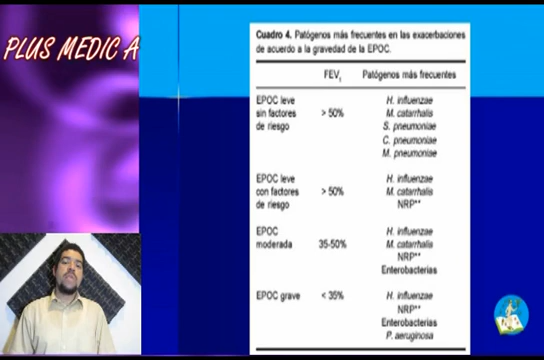 PLUS MEDIC A
Cuadro 4. Patógenos más frecuentes en las exacerbaciones
de acuerdo a la gravedad de la EPOC.
FEV₁ Patógenos más frecuentes
EPOC leve
sin factores
de riesgo
> 50%
H. influenzae
M. catarrhalis
S. pneumoniae
C. pneumoniae
M. pneumoniae
EPOC leve
con factores
de riesgo
> 50%
H. influenzae
M. catarrhalis
NRP**
EPOC
moderada
35-50%
H. influenzae
M. catarrhalis
NRP**
Enterobacterias
EPOC grave
< 35%
H. influenzae
NRP**
Enterobacterias
P. aeruginosa